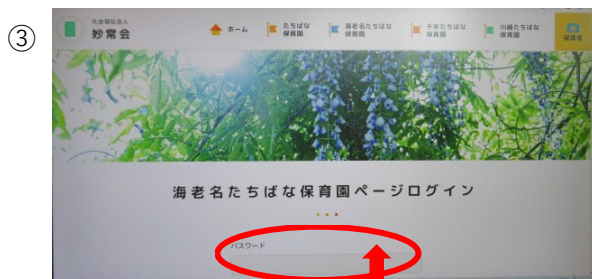 ③
社会福祉法人
妙常会
ホーム
たちばな
保育園
海老名たちばな
保育園
千年たちばな
保育園
川崎たちばな
保育園
保護者
海老名たちばな保育園ページログイン
パスワード